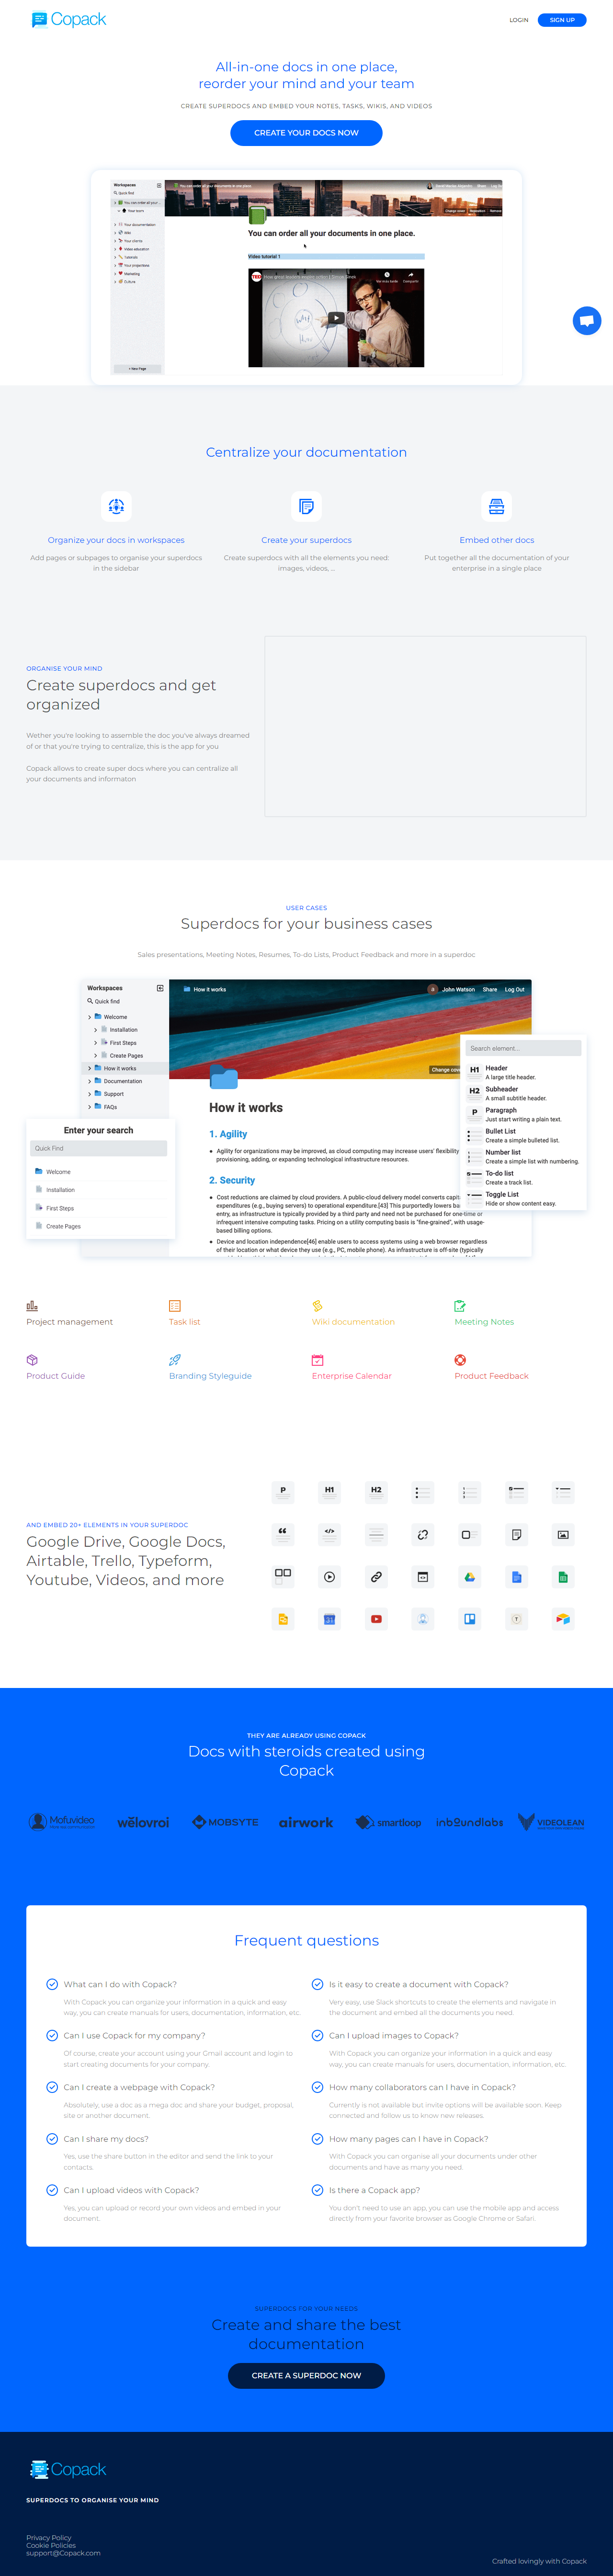 Copack
LOGIN
SIGN UP
All-in-one docs in one place,
reorder your mind and your team
CREATE SUPERDOCS AND EMBED YOUR NOTES, TASKS, WIKIS, AND VIDEOS
CREATE YOUR DOCS NOW
Workspaces
Quick find
You can order all your ...
Your team
Your documentation
Wiki
Your clients
Video education
Tutorials
Your projections
Marketing
Culture
+ New Page
You can order all your documents in one place.
Video tutorial 1
TED
Centralize your documentation
Organize your docs in workspaces
Add pages or subpages to organise your superdocs
in the sidebar
Create your superdocs
Create superdocs with all the elements you need:
images, videos, ...
Embed other docs
Put together all the documentation of your
enterprise in a single place
ORGANISE YOUR MIND
Create superdocs and get
organized
Wether you're looking to assemble the doc you've always dreamed
of or that you're trying to centralize, this is the app for you
Copack allows to create super docs where you can centralize all
your documents and informaton
USER CASES
Superdocs for your business cases
Sales presentations, Meeting Notes, Resumes, To-do Lists, Product Feedback and more in a superdoc
Workspaces
Quick find
Welcome
Installation
First Steps
Create Pages
How it works
Documentation
Support
FAQs
How it works
John Watson
Share
Log Out
Change cov
How it works
1. Agility
Agility for organizations may be improved, as cloud computing may increase users' flexibility
provisioning, adding, or expanding technological infrastructure resources.
2. Security
Cost reductions are claimed by cloud providers. A public-cloud delivery model converts capit
expenditures (e.g., buying servers) to operational expenditure.[43] This purportedly lowers ba
entry, as infrastructure is typically provided by a third party and need not be purchased for one-time or
infrequent intensive computing tasks. Pricing on a utility computing basis is "fine-grained", with usage-
based billing options.
Device and location independence[46] enable users to access systems using a web browser regardless
of their location or what device they use (e.g., PC, mobile phone). As infrastructure is off-site (typically
Enter your search
Quick Find
Welcome
Installation
First Steps
Create Pages
Search element...
H1
Header
A large title header.
H2
Subheader
A small subtitle header.
P
Paragraph
Just start writing a plain text.
Bullet List
Create a simple bulleted list.
Number list
Create a simple list with numbering.
To-do list
Create a track list.
Toggle List
Hide or show content easy.
Project management
Task list
Wiki documentation
Meeting Notes
Product Guide
Branding Styleguide
Enterprise Calendar
Product Feedback
AND EMBED 20+ ELEMENTS IN YOUR SUPERDOC
Google Drive, Google Docs,
Airtable, Trello, Typeform,
Youtube, Videos, and more
P
H1
H2
THEY ARE ALREADY USING COPACK
Docs with steroids created using
Copack
Mofuvideo
wëlovroi
MOBSYTE
airwork
smartloop
inboundlabs
VIDEOLEAN
Frequent questions
What can I do with Copack?
With Copack you can organize your information in a quick and easy
way, you can create manuals for users, documentation, information, etc.
Can I use Copack for my company?
Of course, create your account using your Gmail account and login to
start creating documents for your company.
Can I create a webpage with Copack?
Absolutely, use a doc as a mega doc and share your budget, proposal,
site or another document.
Can I share my docs?
Yes, use the share button in the editor and send the link to your
contacts.
Can I upload videos with Copack?
Yes, you can upload or record your own videos and embed in your
document.
Is it easy to create a document with Copack?
Very easy, use Slack shortcuts to create the elements and navigate in
the document and embed all the documents you need.
Can I upload images to Copack?
With Copack you can organize your information in a quick and easy
way, you can create manuals for users, documentation, information, etc.
How many collaborators can I have in Copack?
Currently is not available but invite options will be available soon. Keep
connected and follow us to know new releases.
How many pages can I have in Copack?
With Copack you can organise all your documents under other
documents and have as many you need.
Is there a Copack app?
You don't need to use an app, you can use the mobile app and access
directly from your favorite browser as Google Chrome or Safari.
SUPERDOCS FOR YOUR NEEDS
Create and share the best
documentation
CREATE A SUPERDOC NOW
Copack
SUPERDOCS TO ORGANISE YOUR MIND
Privacy Policy
Cookie Policies
support@Copack.com
Crafted lovingly with Copack